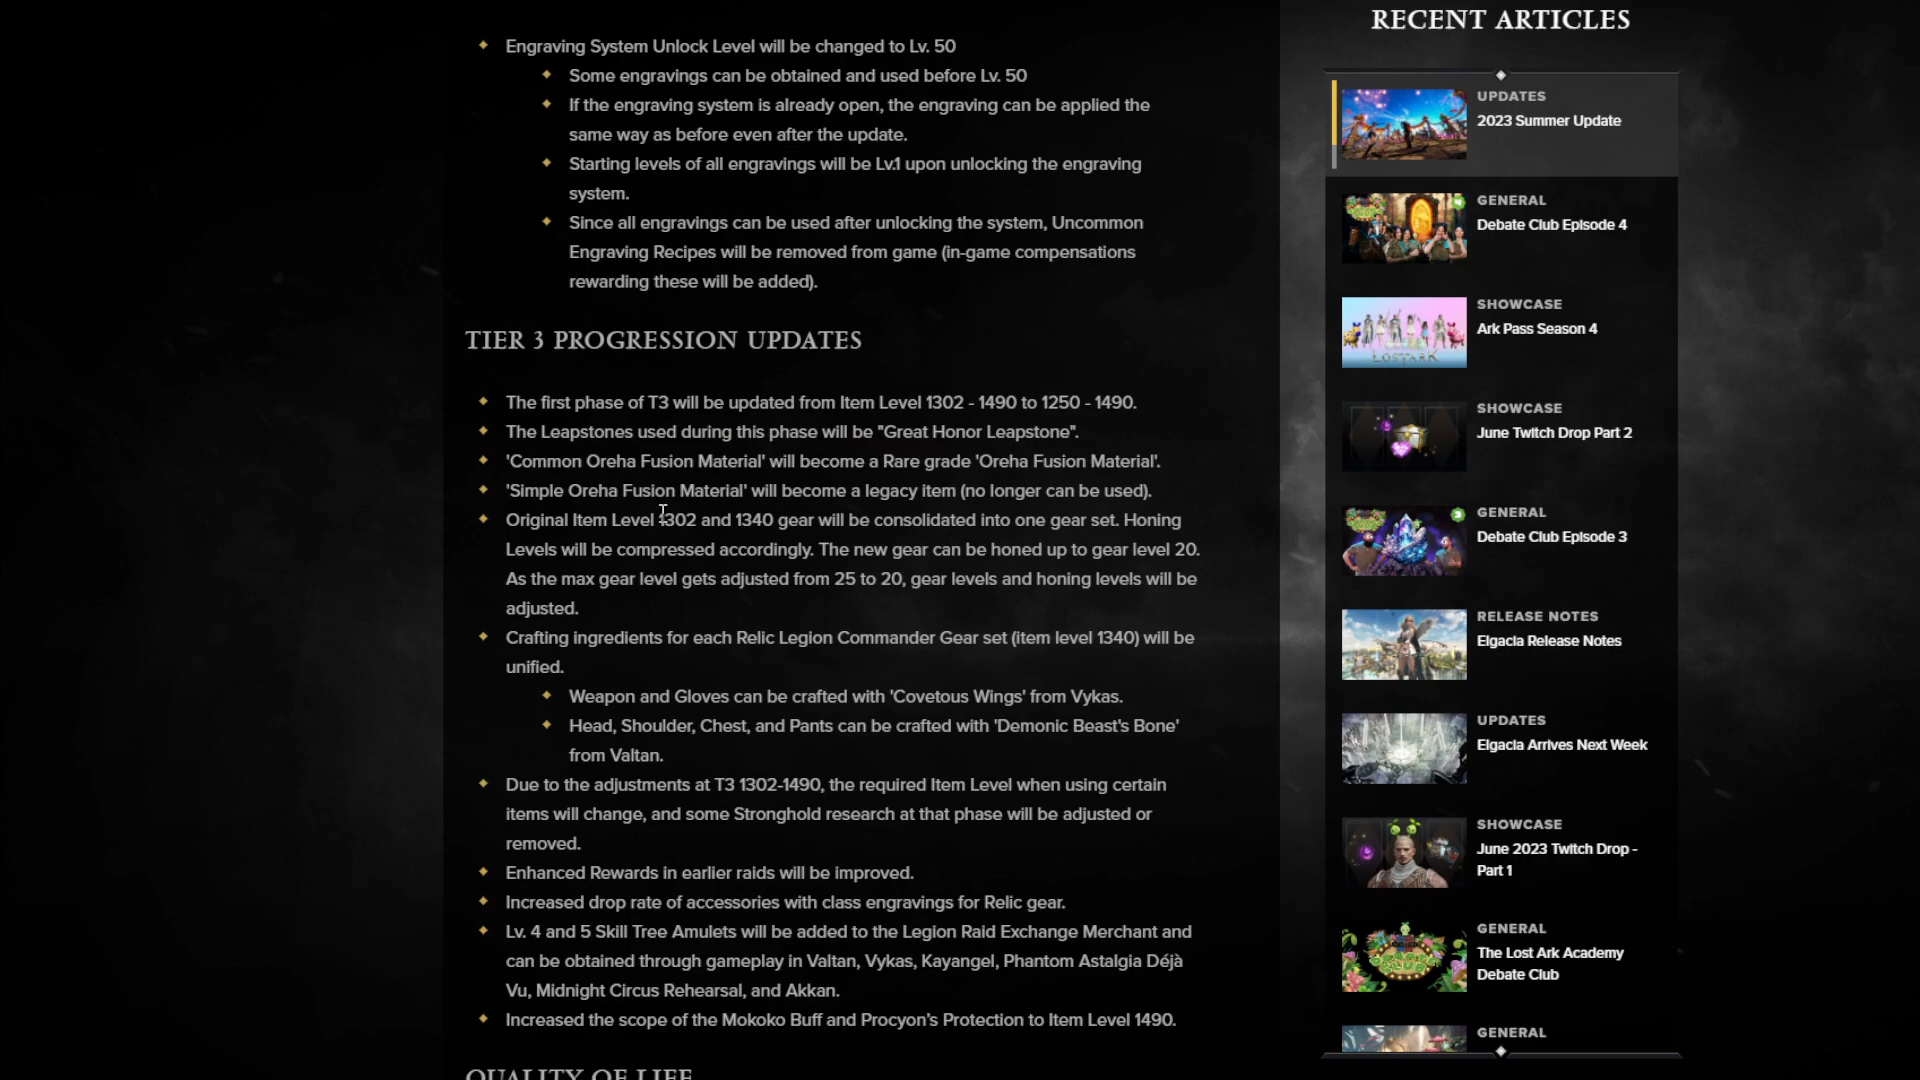 Engraving System Unlock Level will be changed to Lv. 50
Some engravings can be obtained and used before Lv. 50
If the engraving system is already open, the engraving can be applied the
same way as before even after the update.
Starting levels of all engravings will be Lv.1 upon unlocking the engraving
system.
Since all engravings can be used after unlocking the system, Uncommon
Engraving Recipes will be removed from game (in-game compensations
rewarding these will be added).
TIER 3 PROGRESSION UPDATES
The first phase of T3 will be updated from Item Level 1302 - 1490 to 1250 - 1490.
The Leapstones used during this phase will be "Great Honor Leapstone".
'Common Oreha Fusion Material' will become a Rare grade 'Oreha Fusion Material'.
'Simple Oreha Fusion Material' will become a legacy item (no longer can be used).
Original Item Level 1302 and 1340 gear will be consolidated into one gear set. Honing
Levels will be compressed accordingly. The new gear can be honed up to gear level 20.
As the max gear level gets adjusted from 25 to 20, gear levels and honing levels will be
adjusted.
Crafting ingredients for each Relic Legion Commander Gear set (item level 1340) will be
unified.
Weapon and Gloves can be crafted with 'Covetous Wings' from Vykas.
Head, Shoulder, Chest, and Pants can be crafted with 'Demonic Beast's Bone'
from Valtan.
Due to the adjustments at T3 1302-1490, the required Item Level when using certain
items will change, and some Stronghold research at that phase will be adjusted or
removed.
Enhanced Rewards in earlier raids will be improved.
Increased drop rate of accessories with class engravings for Relic gear.
Lv. 4 and 5 Skill Tree Amulets will be added to the Legion Raid Exchange Merchant and
can be obtained through gameplay in Valtan, Vykas, Kayangel, Phantom Astalgia Déjà
Vu, Midnight Circus Rehearsal, and Akkan.
Increased the scope of the Mokoko Buff and Procyon's Protection to Item Level 1490.
QUALITY OF LIFE
RECENT ARTICLES
UPDATES
2023 Summer Update
GENERAL
Debate Club Episode 4
SHOWCASE
Ark Pass Season 4
LOST ARK
SHOWCASE
June Twitch Drop Part 2
GENERAL
Debate Club Episode 3
RELEASE NOTES
Elgacia Release Notes
UPDATES
Elgacia Arrives Next Week
SHOWCASE
June 2023 Twitch Drop -
Part 1
GENERAL
The Lost Ark Academy
Debate Club
GENERAL